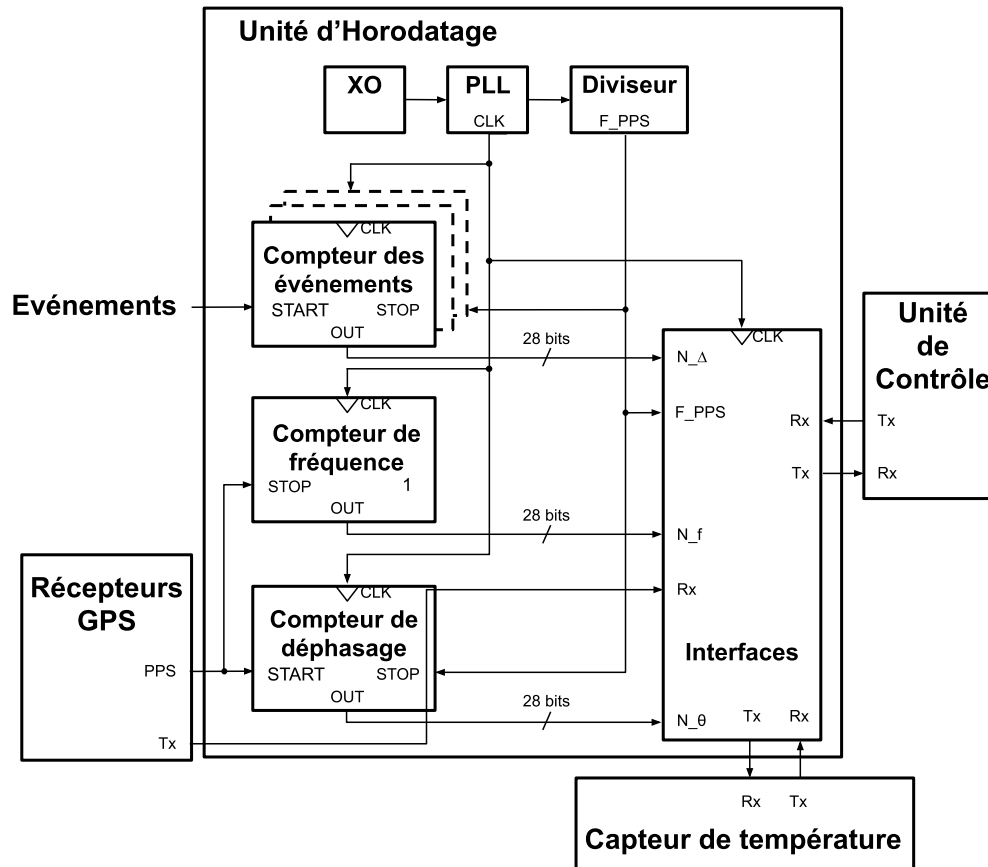 Unité d’Horodatage
XO
PLL
CLK
Diviseur
F_PPS
CLK
Compteur des
événements
START
STOP
OUT
Evénements
28 bits
CLK
Compteur de
fréquence
STOP
1
OUT
28 bits
CLK
Compteur de
déphasage
START
STOP
OUT
28 bits
Récepteurs
GPS
PPS
Tx
CLK
N_Δ
F_PPS
Rx
Tx
N_f
Rx
Interfaces
N_θ
Tx
Rx
Unité
de
Contrôle
Tx
Rx
Rx
Tx
Capteur de température